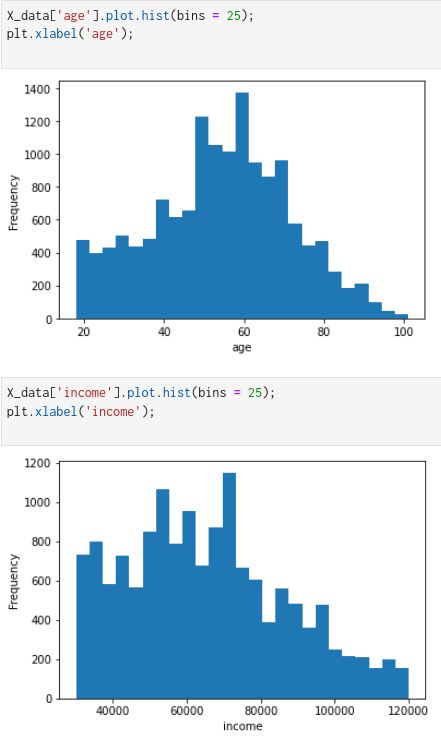 X_data['age'].plot.hist(bins = 25);
plt.xlabel('age');
1400
1200
1000
800
600
400
200
0
Frequency
20 40 60 80 100
age
X_data['income'].plot.hist(bins = 25);
plt.xlabel('income');
1200
1000
800
600
400
200
0
Frequency
40000 60000 80000 100000 120000
income